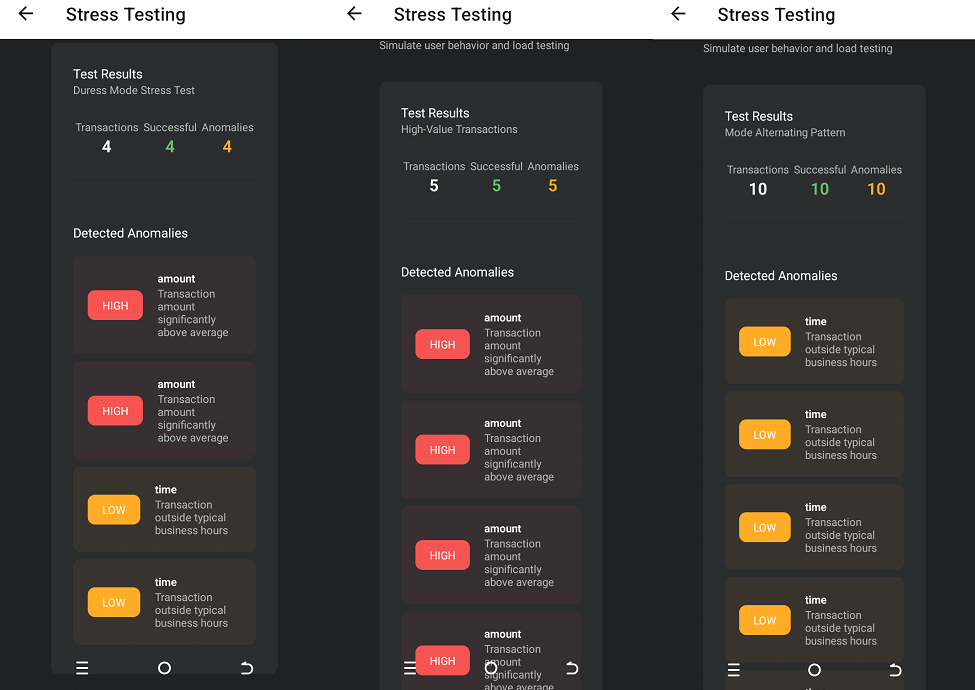 Stress Testing
Test Results
Duress Mode Stress Test
Transactions Successful Anomalies
4 4 4
Detected Anomalies
HIGH
amount
Transaction
amount
significantly
above average
HIGH
amount
Transaction
amount
significantly
above average
LOW
time
Transaction
outside typical
business hours
LOW
time
Transaction
outside typical
business hours
Stress Testing
Simulate user behavior and load testing
Test Results
High-Value Transactions
Transactions Successful Anomalies
5 5 5
Detected Anomalies
HIGH
amount
Transaction
amount
significantly
above average
HIGH
amount
Transaction
amount
significantly
above average
HIGH
amount
Transaction
amount
significantly
above average
HIGH
amount
Transaction
amount
significantly
above average
Stress Testing
Simulate user behavior and load testing
Test Results
Mode Alternating Pattern
Transactions Successful Anomalies
10 10 10
Detected Anomalies
LOW
time
Transaction
outside typical
business hours
LOW
time
Transaction
outside typical
business hours
LOW
time
Transaction
outside typical
business hours
LOW
time
Transaction
outside typical
business hours